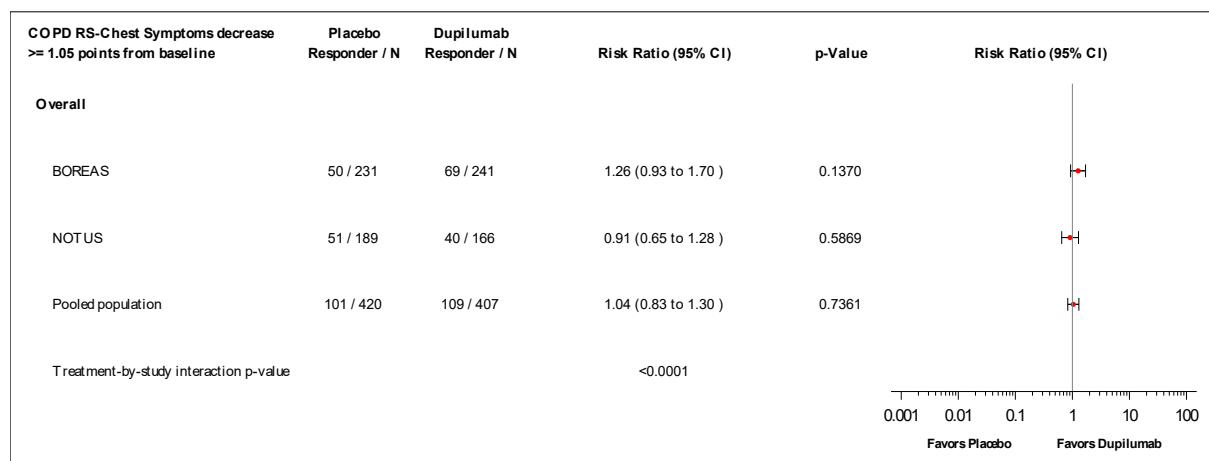 COPD RS-Chest Symptoms decrease Placebo Dupilumab
>= 1.05 points from baseline Responder / N Responder / N Risk Ratio (95% CI) p-Value Risk Ratio (95% CI)
Overall
BOREAS 50 / 231 69 / 241 1.26 (0.93 to 1.70 ) 0.1370
NOTUS 51 / 189 40 / 166 0.91 (0.65 to 1.28 ) 0.5869
Pooled population 101 / 420 109 / 407 1.04 (0.83 to 1.30 ) 0.7361
Treatment-by-study interaction p-value <0.0001
0.001 0.01 0.1 1 10 100
Favors Placebo Favors Dupilumab